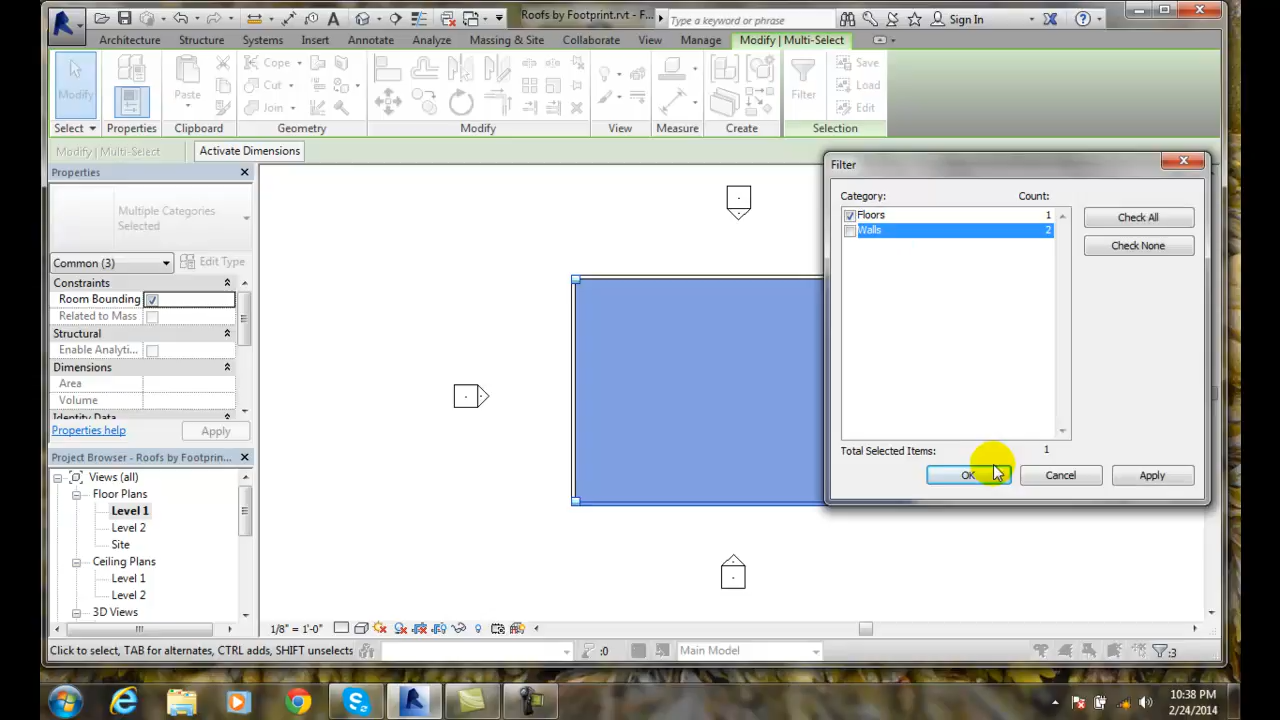 Roofs by Footprint.rvt - F...
Type a keyword or phrase
Sign In
Architecture Structure Systems Insert Annotate Analyze Massing & Site Collaborate View Manage Modify | Multi-Select
Modify
Paste
Cope
Cut
Join
Filter
Save
Load
Edit
Select Properties Clipboard Geometry Modify View Measure Create Selection
Modify | Multi-Select
Activate Dimensions
Properties
Multiple Categories
Selected
Common (3)
Edit Type
Constraints
Room Bounding
Related to Mass
Structural
Enable Analyti...
Dimensions
Area
Volume
Identity Data
Properties help
Apply
Project Browser - Roofs by Footprin...
Views (all)
Floor Plans
Level 1
Level 2
Site
Ceiling Plans
Level 1
Level 2
3D Views
Filter
Category: Count:
Floors 1
Walls 2
Check All
Check None
Total Selected Items: 1
OK Cancel Apply
1/8" = 1'-0"
Click to select, TAB for alternates, CTRL adds, SHIFT unselects
:0
Main Model
:3
10:38 PM
2/24/2014